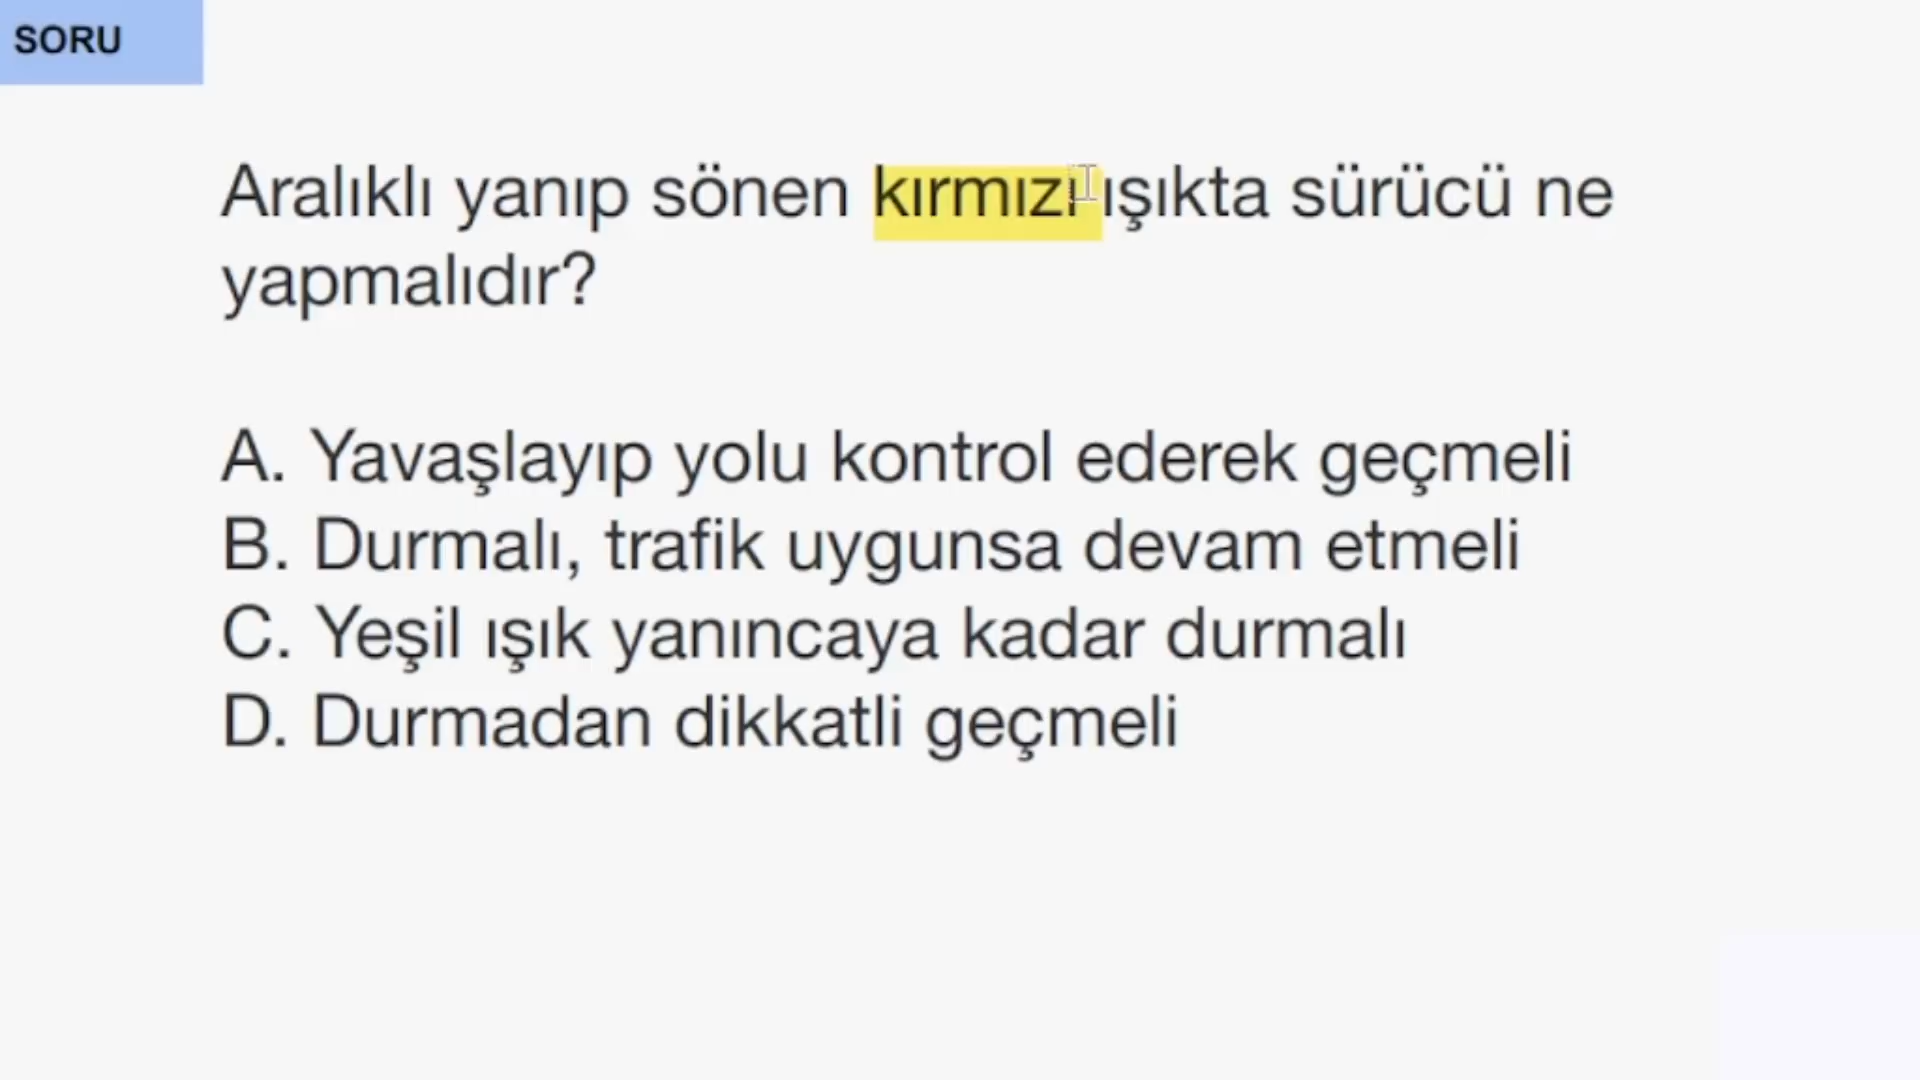 SORU
Aralıklı yanıp sönen kırmızı ışıkta sürücü ne
yapmalıdır?
A. Yavaşlayıp yolu kontrol ederek geçmeli
B. Durmalı, trafik uygunsa devam etmeli
C. Yeşil ışık yanıncaya kadar durmalı
D. Durmadan dikkatli geçmeli